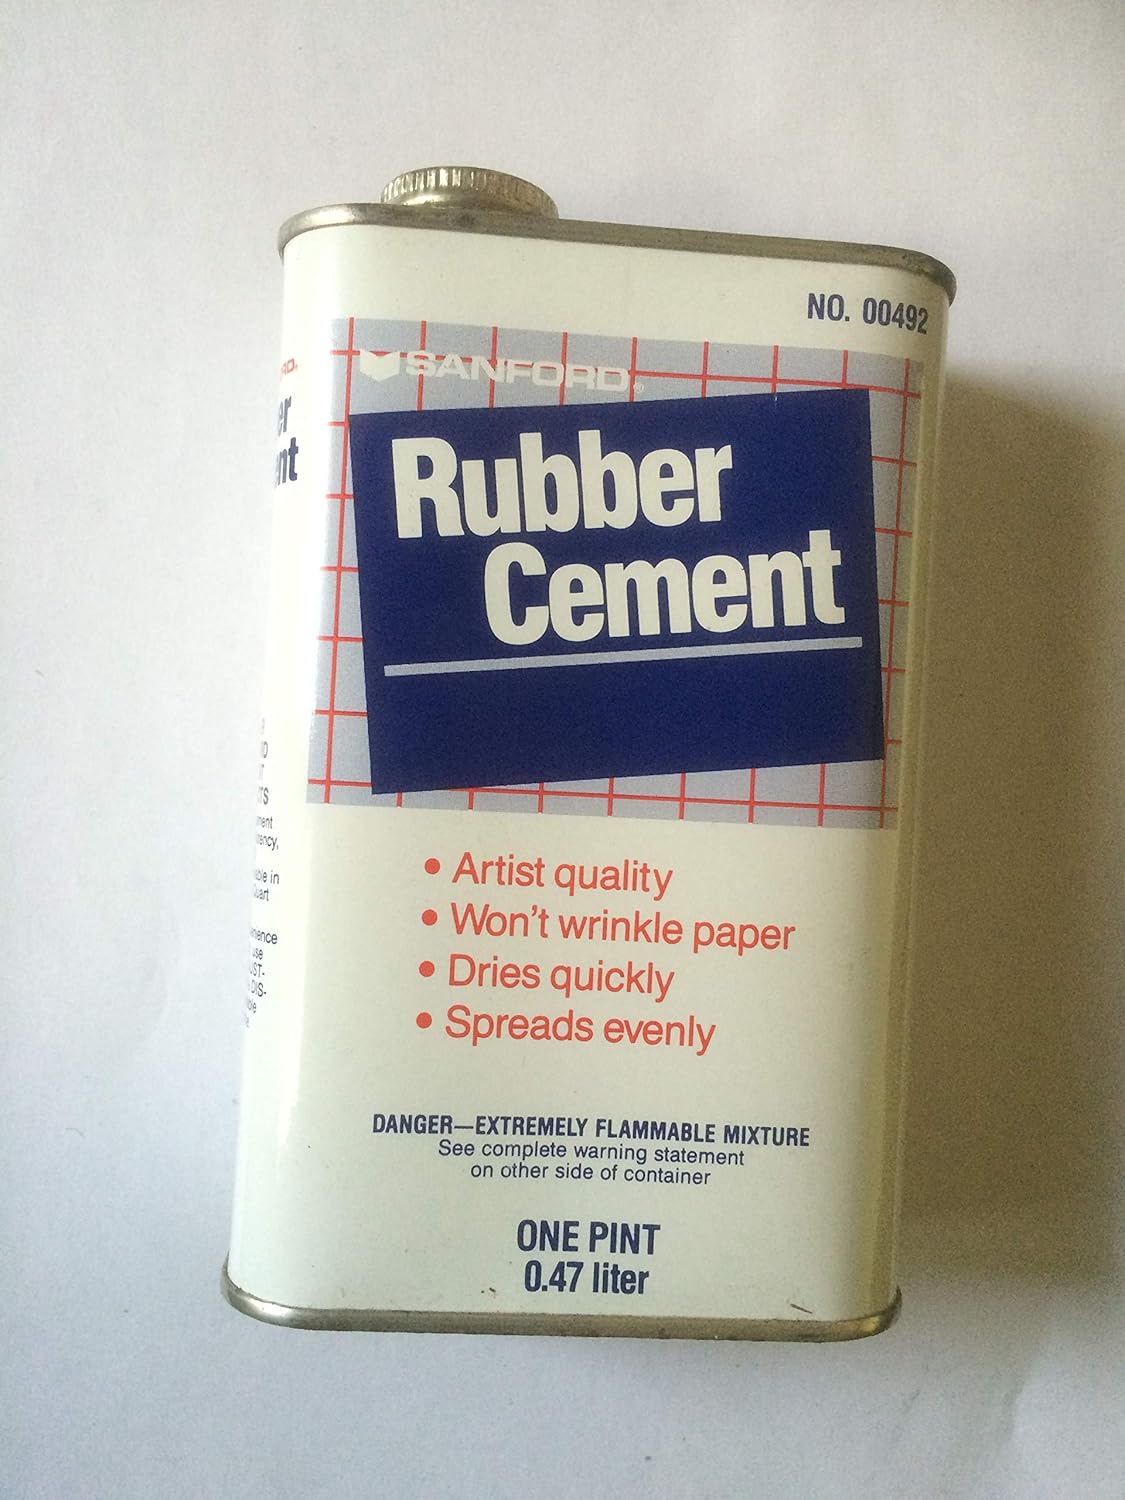 NO. 00492
SANFORD®
Rubber
Cement
• Artist quality
• Won't wrinkle paper
• Dries quickly
• Spreads evenly
DANGER—EXTREMELY FLAMMABLE MIXTURE
See complete warning statement
on other side of container
ONE PINT
0.47 liter